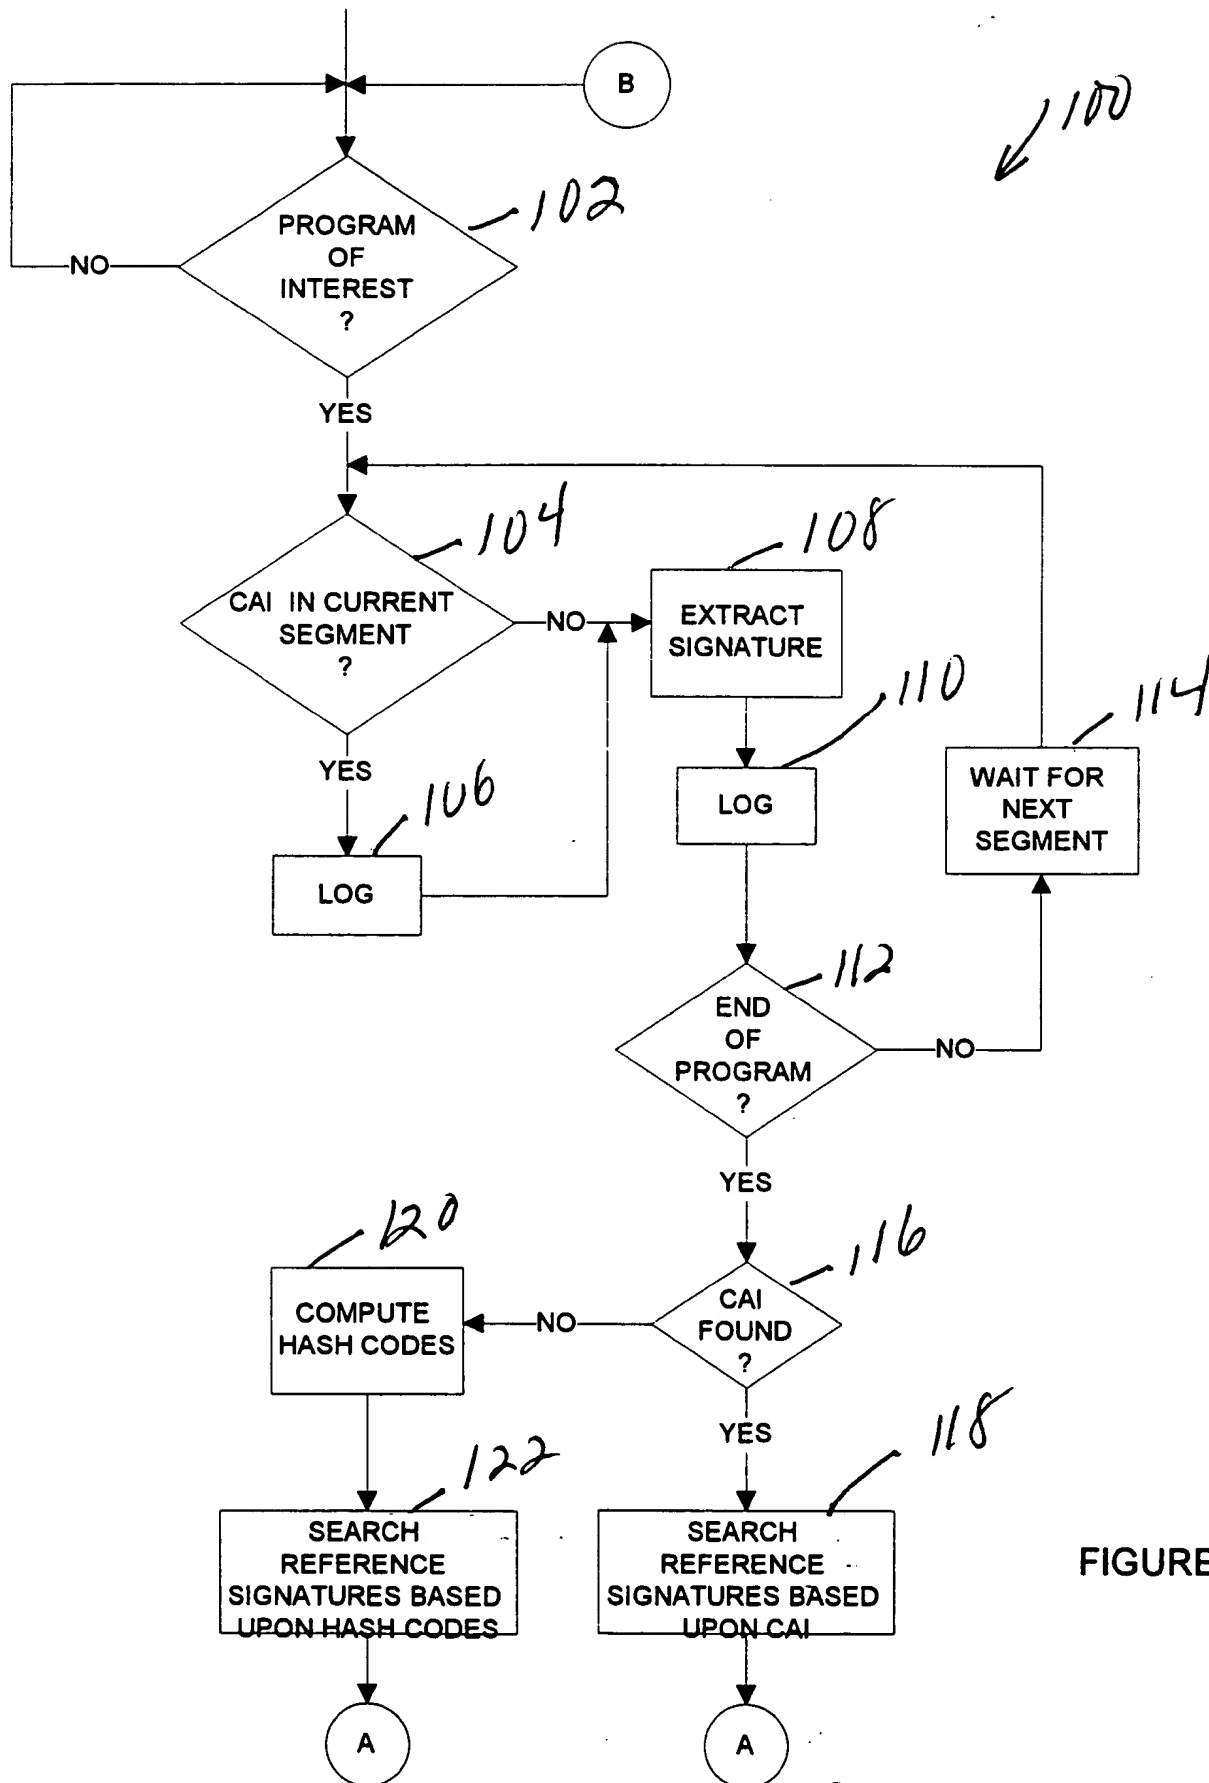 B
100
102
PROGRAM
OF
INTEREST
?
NO
YES
104
108
CAI IN CURRENT
SEGMENT
?
NO
EXTRACT
SIGNATURE
110
114
YES
106
LOG
WAIT FOR
NEXT
SEGMENT
LOG
112
END
OF
PROGRAM
?
NO
YES
120
116
COMPUTE
HASH CODES
NO
CAI
FOUND
?
YES
118
122
SEARCH
REFERENCE
SIGNATURES BASED
UPON HASH CODES
SEARCH
REFERENCE
SIGNATURES BASED
UPON CAI
FIGURE
A
A